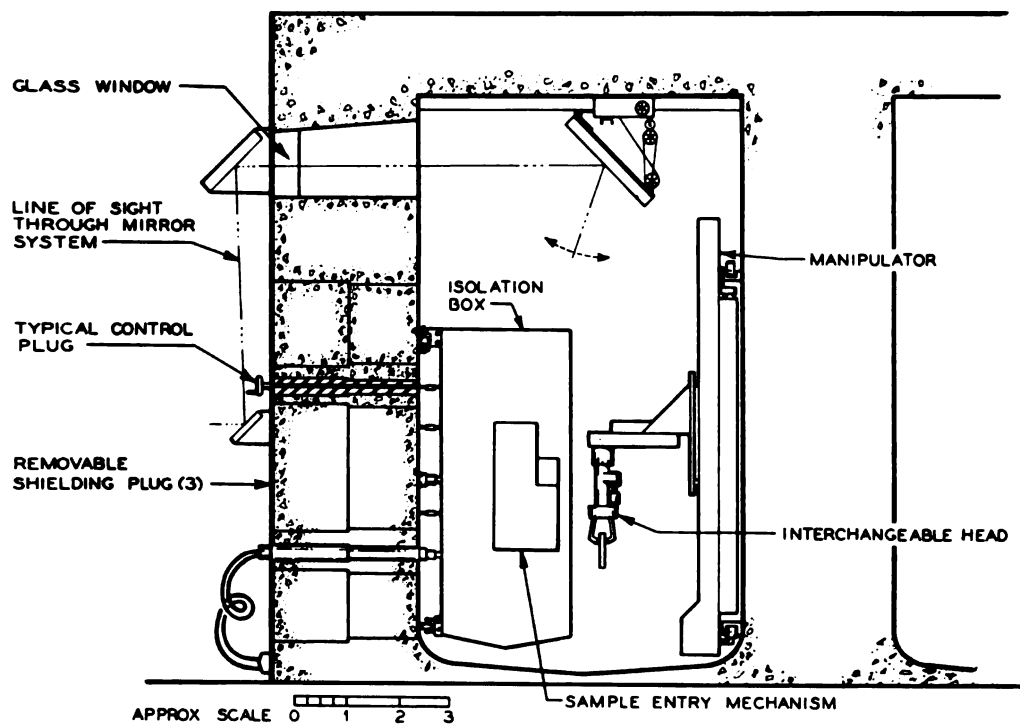 GLASS WINDOW
LINE OF SIGHT
THROUGH MIRROR
SYSTEM
TYPICAL CONTROL
PLUG
REMOVABLE
SHIELDING PLUG (3)
ISOLATION
BOX
MANIPULATOR
INTERCHANGEABLE HEAD
SAMPLE ENTRY MECHANISM
APPROX SCALE 0 1 2 3